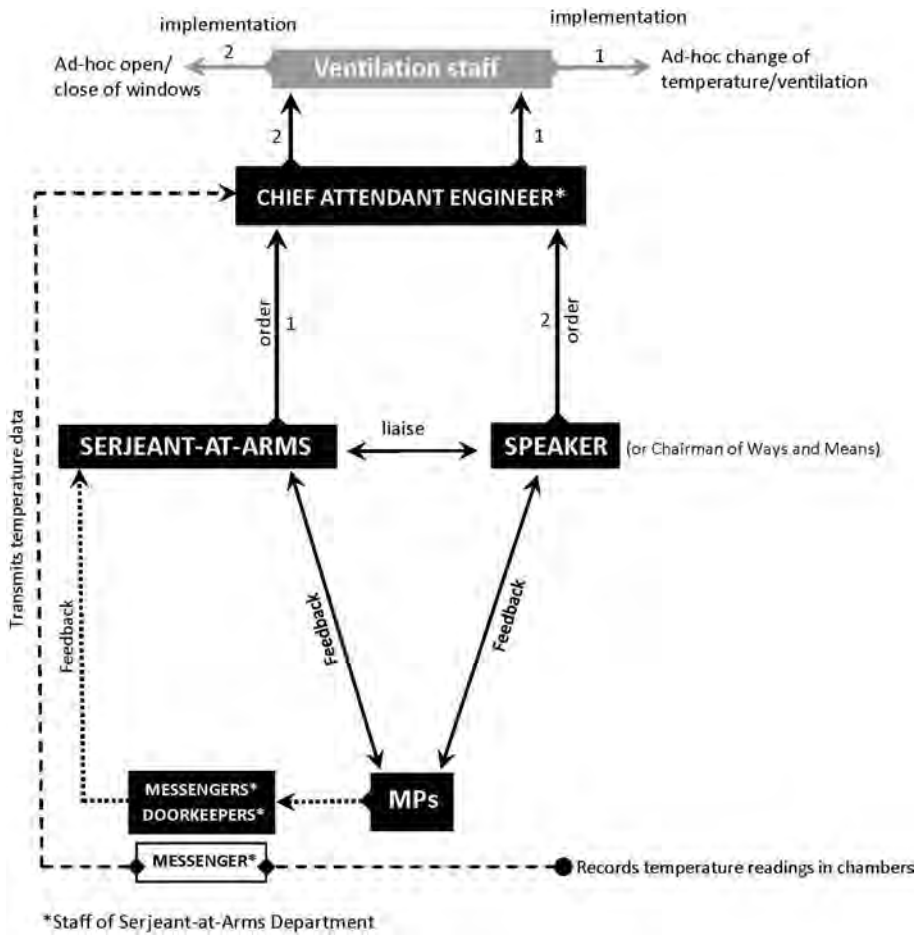 implementation
implementation
2
1
Ad-hoc open/
close of windows
Ventilation staff
Ad-hoc change of
temperature/ventilation
2
1
CHIEF ATTENDANT ENGINEER*
order
1
2
order
Transmits temperature data
SERJEANT-AT-ARMS
liaise
SPEAKER
(or Chairman of Ways and Means)
Feedback
Feedback
Feedback
MESSENGERS*
DOORKEEPERS*
MPs
MESSENGER*
Records temperature readings in chambers
*Staff of Serjeant-at-Arms Department